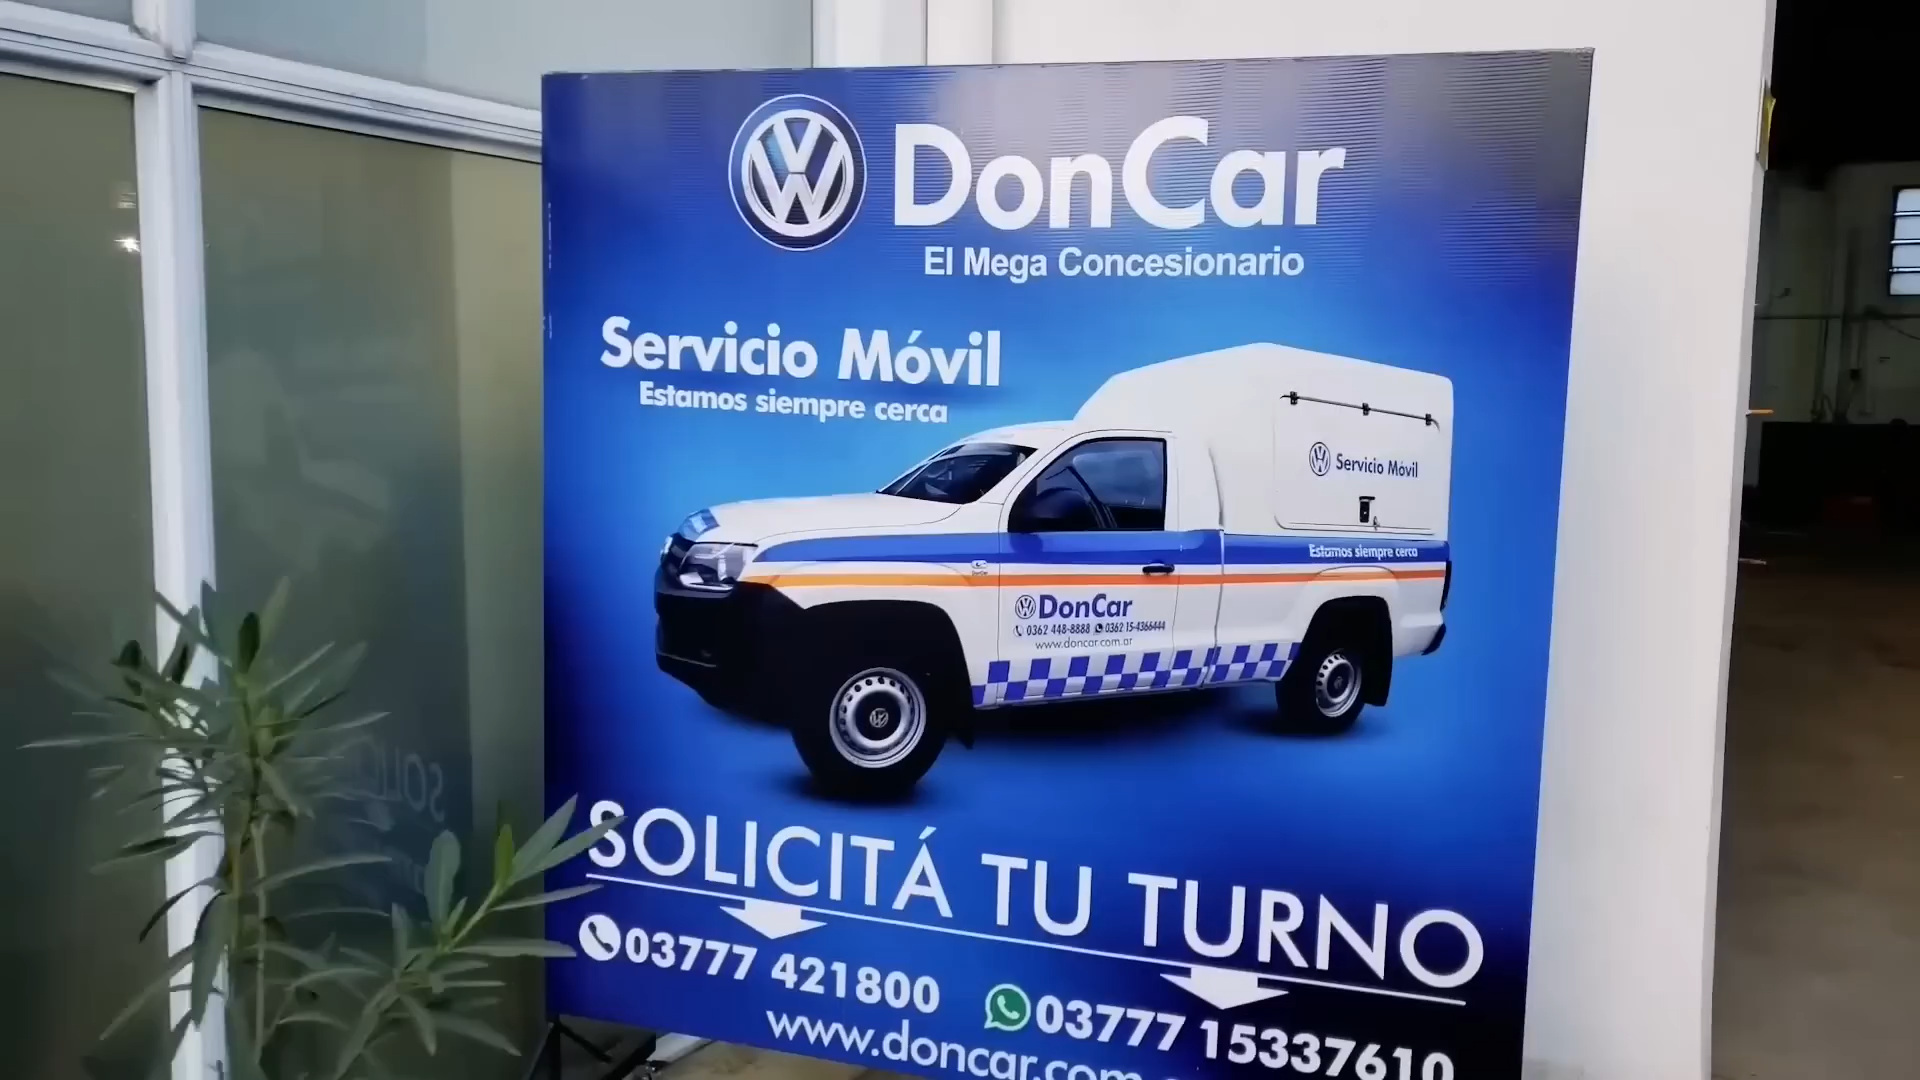 DonCar
El Mega Concesionario
Servicio Móvil
Estamos siempre cerca
Servicio Móvil
Estamos siempre cerca
DonCar
0362 448-8888 0362 15-4366444
www.doncar.com.ar
SOLICITÁ TU TURNO
03777 421800
03777 15337610
www.doncar.com